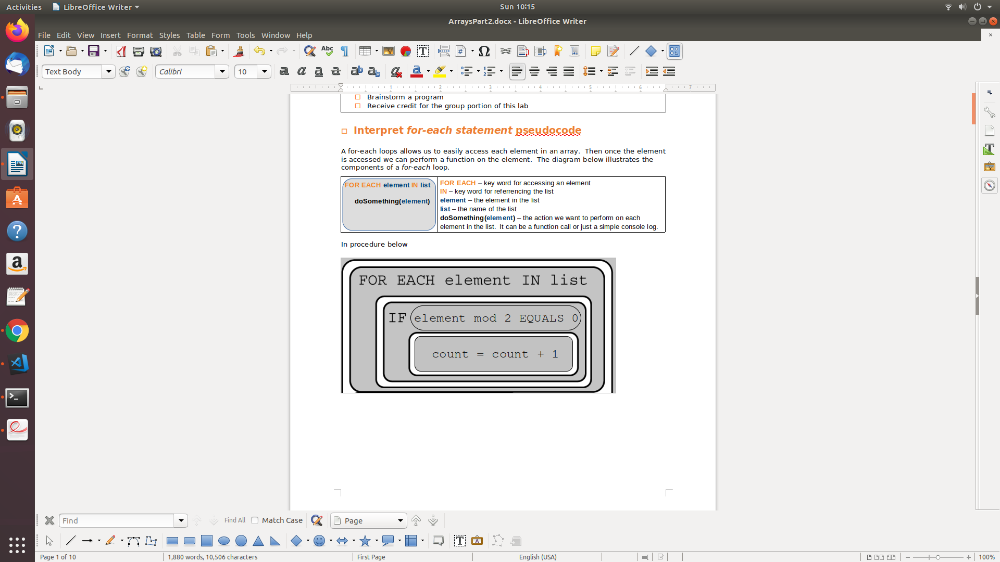 Activities
LibreOffice Writer
Sun 10:15
ArraysPart2.docx - LibreOffice Writer
File Edit View Insert Format Styles Table Form Tools Window Help
Text Body
Calibri
10
1 2 3 4 5 6 7
Brainstorm a program
Receive credit for the group portion of this lab
Interpret for-each statement pseudocode
A for-each loops allows us to easily access each element in an array.  Then once the element
is accessed we can perform a function on the element.  The diagram below illustrates the
components of a for-each loop.
FOR EACH element IN list
doSomething(element)
FOR EACH – key word for accessing an element
IN – key word for referrencing the list
element – the element in the list
list – the name of the list
doSomething(element) – the action we want to perform on each
element in the list.  It can be a function call or just a simple console log.
In procedure below
FOR EACH element IN list
IF element mod 2 EQUALS 0
count = count + 1
Find
Find All
Match Case
Page
Page 1 of 10
1,880 words, 10,506 characters
First Page
English (USA)
100%